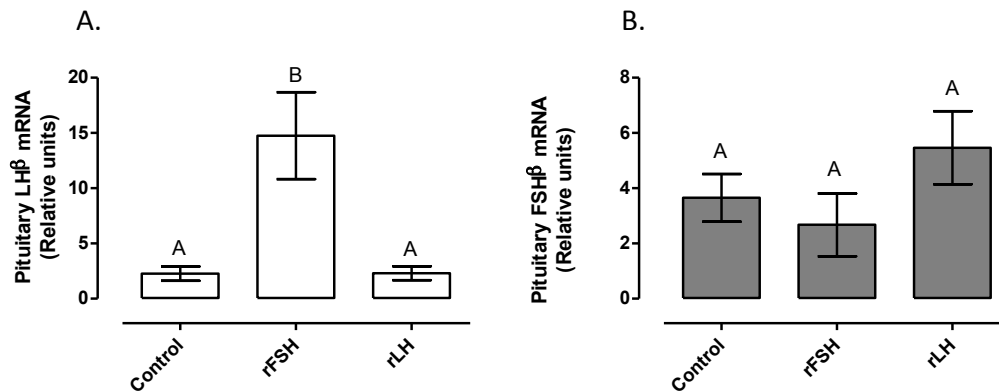 A.
Pituitary LHβ mRNA
(Relative units)
20
15
10
5
0
A
B
A
Control
rFSH
rLH
B.
Pituitary FSHβ mRNA
(Relative units)
8
6
4
2
0
A
A
A
Control
rFSH
rLH